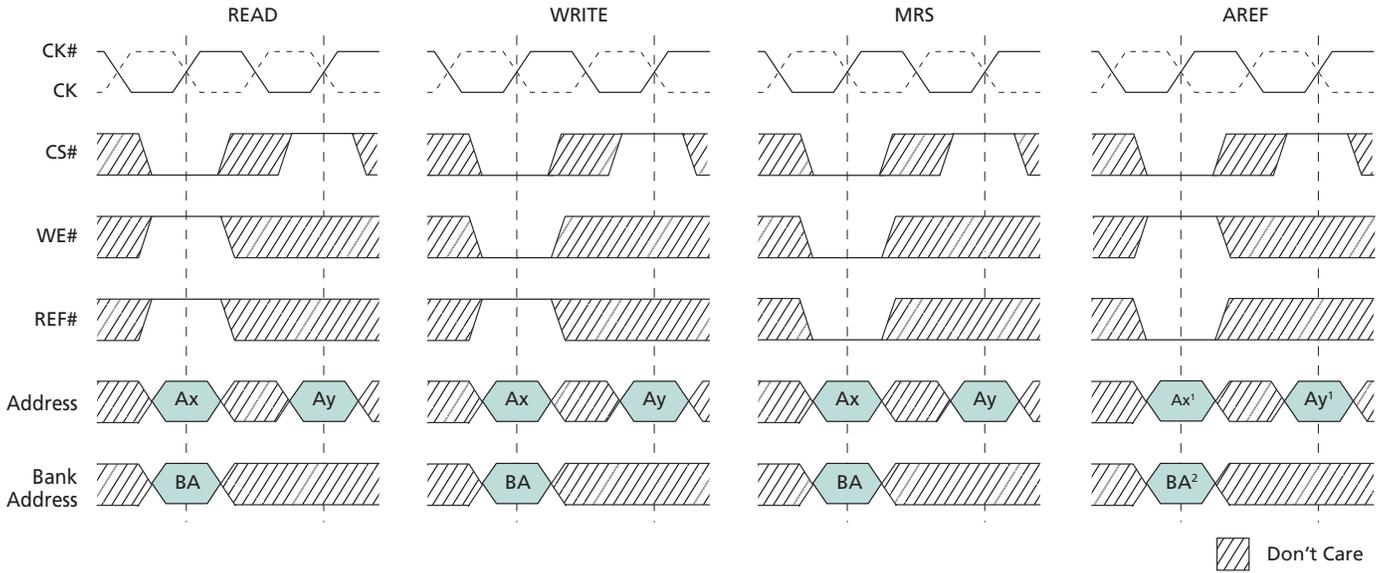 READ WRITE MRS AREF
CK#
CK
CS#
WE#
REF#
Address Ax Ay Ax Ay Ax Ay Ax¹ Ay¹
Bank
Address BA BA BA BA²
Don't Care